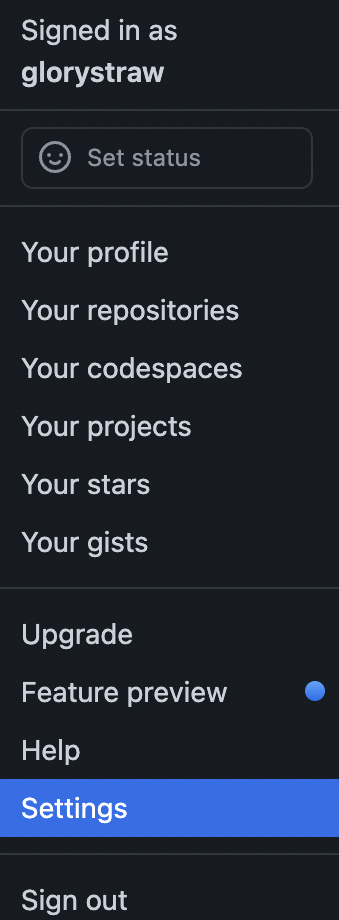 Signed in as
glorystraw
Set status
Your profile
Your repositories
Your codespaces
Your projects
Your stars
Your gists
Upgrade
Feature preview
Help
Settings
Sign out